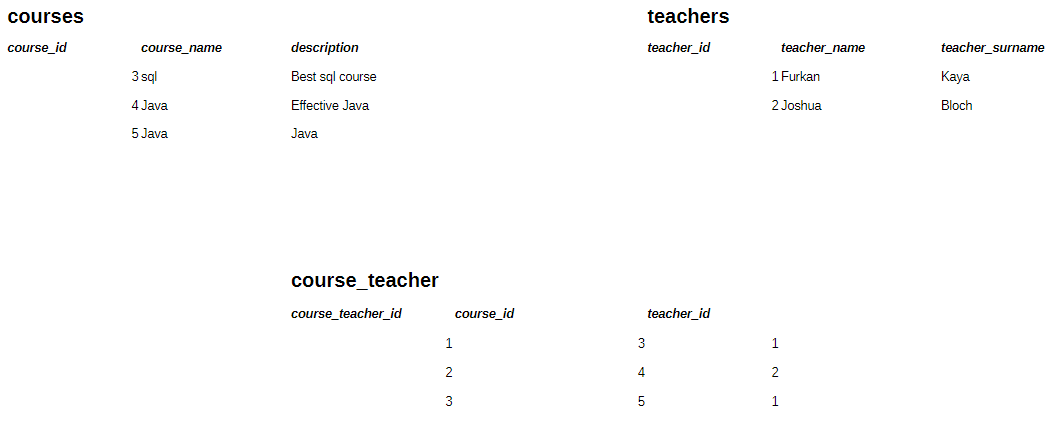 courses
course_id course_name description
3 sql Best sql course
4 Java Effective Java
5 Java Java
teachers
teacher_id teacher_name teacher_surname
1 Furkan Kaya
2 Joshua Bloch
course_teacher
course_teacher_id course_id teacher_id
1 3 1
2 4 2
3 5 1